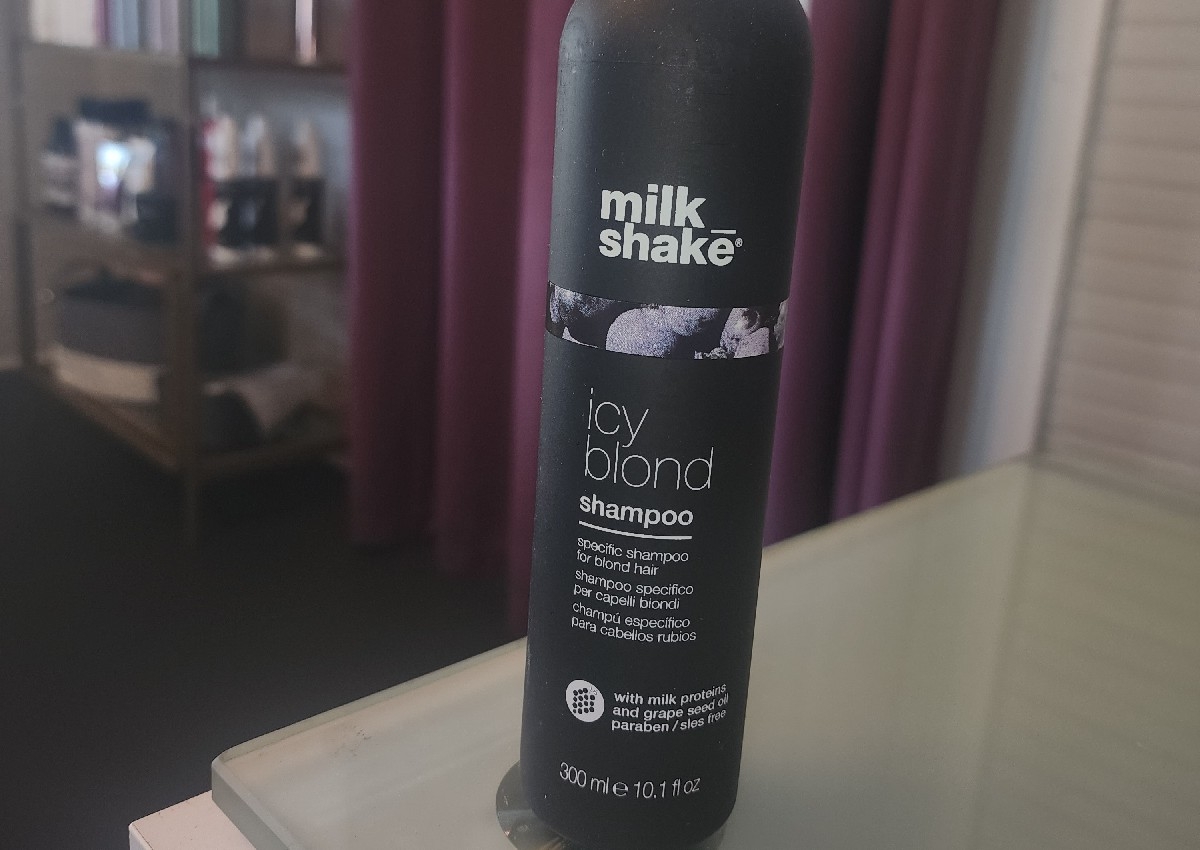 milk_
shake®
icy
blond
shampoo
specific shampoo
for blond hair
shampoo specifico
per capelli biondi
champú específico
para cabellos rubios
with milk proteins
and grape seed oil
paraben / sles free
300 ml e 10.1 fl oz